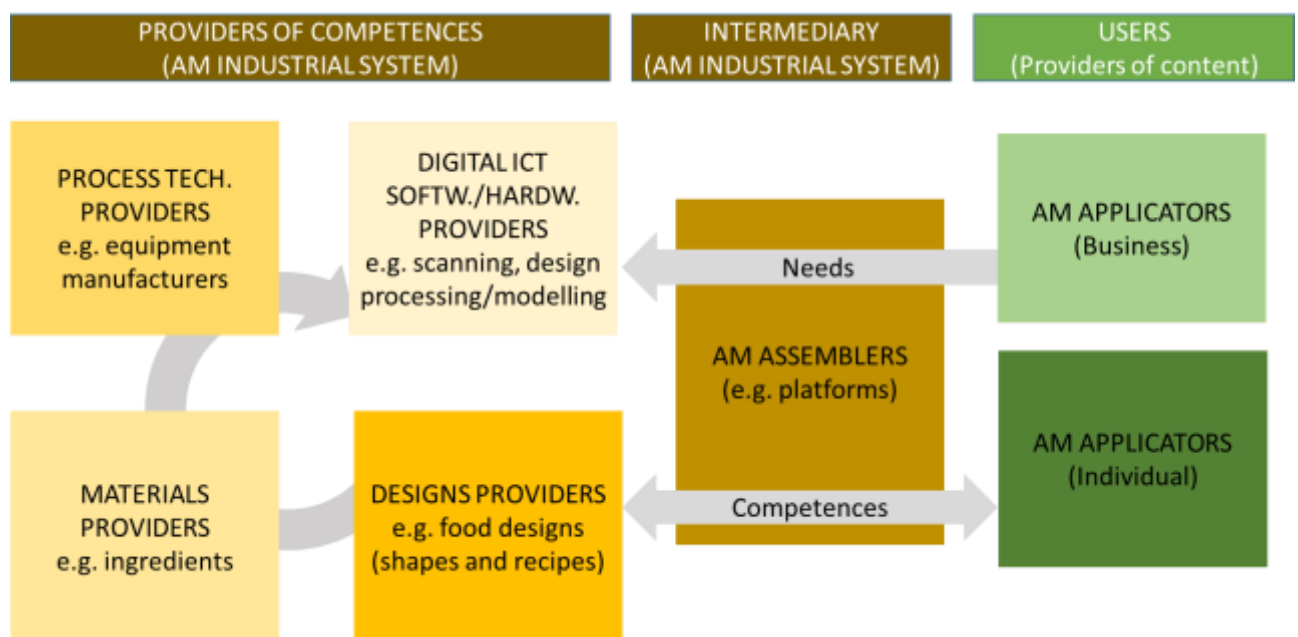 PROVIDERS OF COMPETENCES
(AM INDUSTRIAL SYSTEM)
INTERMEDIARY
(AM INDUSTRIAL SYSTEM)
USERS
(Providers of content)
PROCESS TECH.
PROVIDERS
e.g. equipment
manufacturers
DIGITAL ICT
SOFTW./HARDW.
PROVIDERS
e.g. scanning, design
processing/modelling
Needs
AM APPLICATORS
(Business)
AM ASSEMBLERS
(e.g. platforms)
MATERIALS
PROVIDERS
e.g. ingredients
DESIGNS PROVIDERS
e.g. food designs
(shapes and recipes)
Competences
AM APPLICATORS
(Individual)